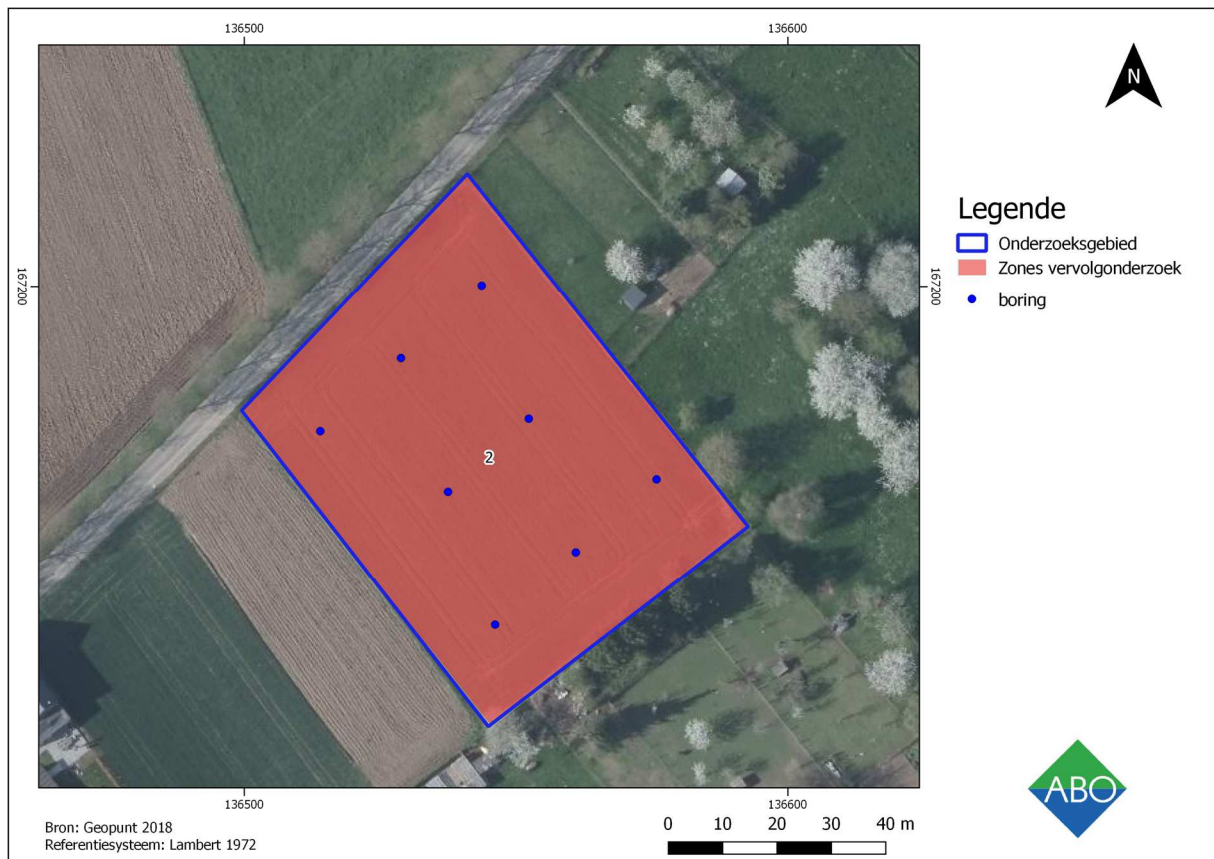 136500
136600
N
167200
167200
Legende
Onderzoeksgebied
Zones vervolgonderzoek
boring
2
136500
136600
Bron: Geopunt 2018
Referentiesysteem: Lambert 1972
0 10 20 30 40 m
ABO